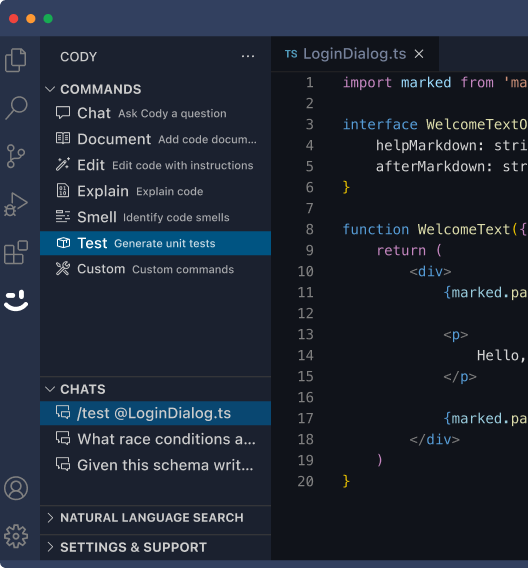 CODY
COMMANDS
Chat Ask Cody a question
Document Add code docum...
Edit Edit code with instructions
Explain Explain code
Smell Identify code smells
Test Generate unit tests
Custom Custom commands
CHATS
/test @LoginDialog.ts
What race conditions a...
Given this schema writ...
NATURAL LANGUAGE SEARCH
SETTINGS & SUPPORT
TS LoginDialog.ts
1 import marked from 'ma
2
3 interface WelcomeTextO
4 helpMarkdown: stri
5 afterMarkdown: str
6 }
7
8 function WelcomeText({
9 return (
10 <div>
11 {marked.pa
12
13 <p>
14 Hello,
15 </p>
16
17 {marked.pa
18 </div>
19 )
20 }